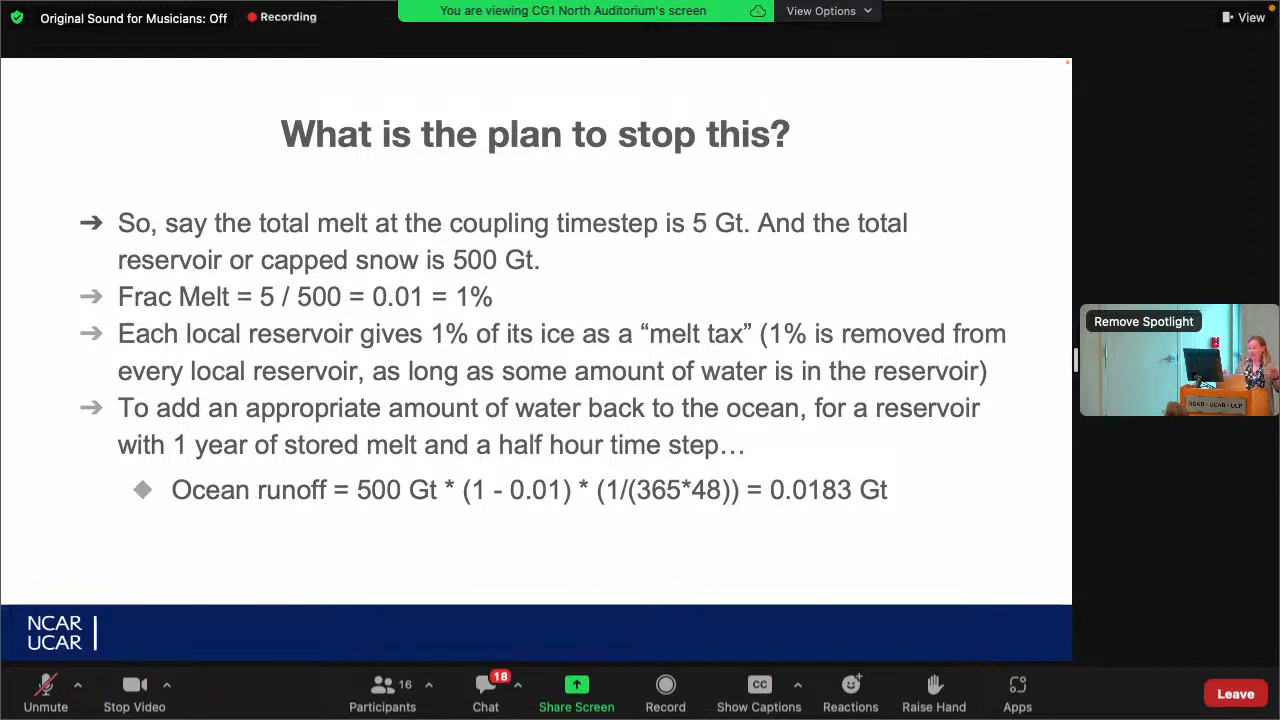 Original Sound for Musicians: Off
Recording
You are viewing CG1 North Auditorium's screen
View Options
View
What is the plan to stop this?
➔ So, say the total melt at the coupling timestep is 5 Gt. And the total
reservoir or capped snow is 500 Gt.
➔ Frac Melt = 5 / 500 = 0.01 = 1%
➔ Each local reservoir gives 1% of its ice as a “melt tax” (1% is removed from
every local reservoir, as long as some amount of water is in the reservoir)
➔ To add an appropriate amount of water back to the ocean, for a reservoir
with 1 year of stored melt and a half hour time step…
◆ Ocean runoff = 500 Gt * (1 - 0.01) * (1/(365*48)) = 0.0183 Gt
Remove Spotlight
NCAR - UCAR - UCP
NCAR
UCAR
Unmute
Stop Video
16
Participants
18
Chat
Share Screen
Record
CC
Show Captions
Reactions
Raise Hand
Apps
Leave